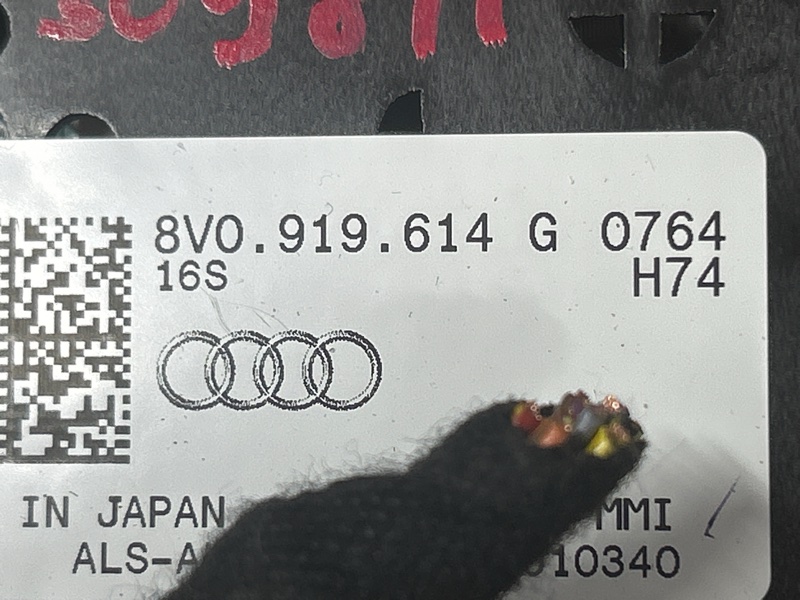 8V0.919.614 G 0764
16S H74
IN JAPAN MMI
ALS-A 10340